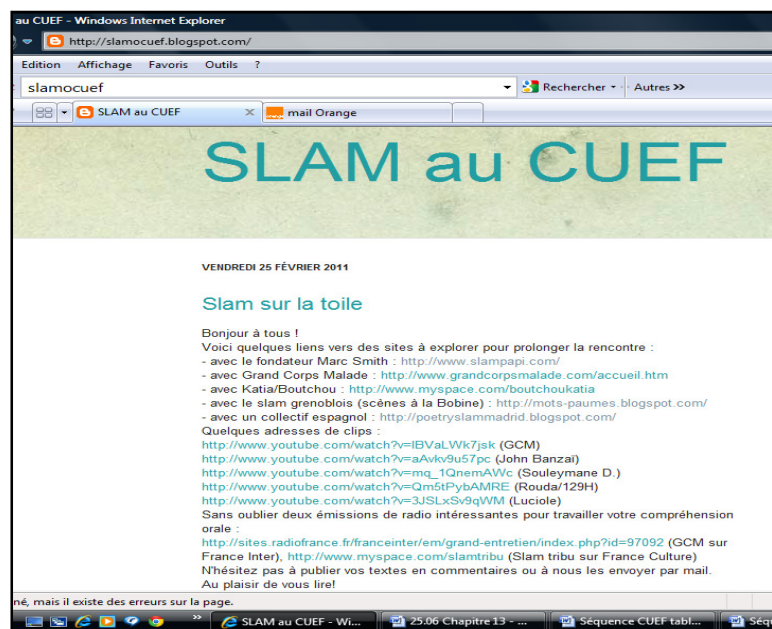 au CUEF - Windows Internet Explorer
http://slamocuef.blogspot.com/
Edition Affichage Favoris Outils ?
slamocuef Rechercher Autres >>
SLAM au CUEF mail Orange
SLAM au CUEF
VENDREDI 25 FÉVRIER 2011
Slam sur la toile
Bonjour à tous !
Voici quelques liens vers des sites à explorer pour prolonger la rencontre :
- avec le fondateur Marc Smith : http://www.slampapi.com/
- avec Grand Corps Malade : http://www.grandcorpsmalade.com/accueil.htm
- avec Katia/Boutchou : http://www.myspace.com/boutchoukatia
- avec le slam grenoblois (scènes à la Bobine) : http://mots-paumes.blogspot.com/
- avec un collectif espagnol : http://poetryslammadrid.blogspot.com/
Quelques adresses de clips :
http://www.youtube.com/watch?v=lBVaLWk7jsk (GCM)
http://www.youtube.com/watch?v=aAvkv9u57pc (John Banzaï)
http://www.youtube.com/watch?v=mq_1QnemAWc (Souleymane D.)
http://www.youtube.com/watch?v=Qm5tPybAMRE (Rouda/129H)
http://www.youtube.com/watch?v=3JSLxSv9qWM (Luciole)
Sans oublier deux émissions de radio intéressantes pour travailler votre compréhension
orale :
http://sites.radiofrance.fr/franceinter/em/grand-entretien/index.php?id=97092 (GCM sur
France Inter), http://www.myspace.com/slamtribu (Slam tribu sur France Culture)
N'hésitez pas à publier vos textes en commentaires ou à nous les envoyer par mail.
Au plaisir de vous lire!
né, mais il existe des erreurs sur la page.
SLAM au CUEF - Wi... 25.06 Chapitre 13 - ... Séquence CUEF tabl... Séqu